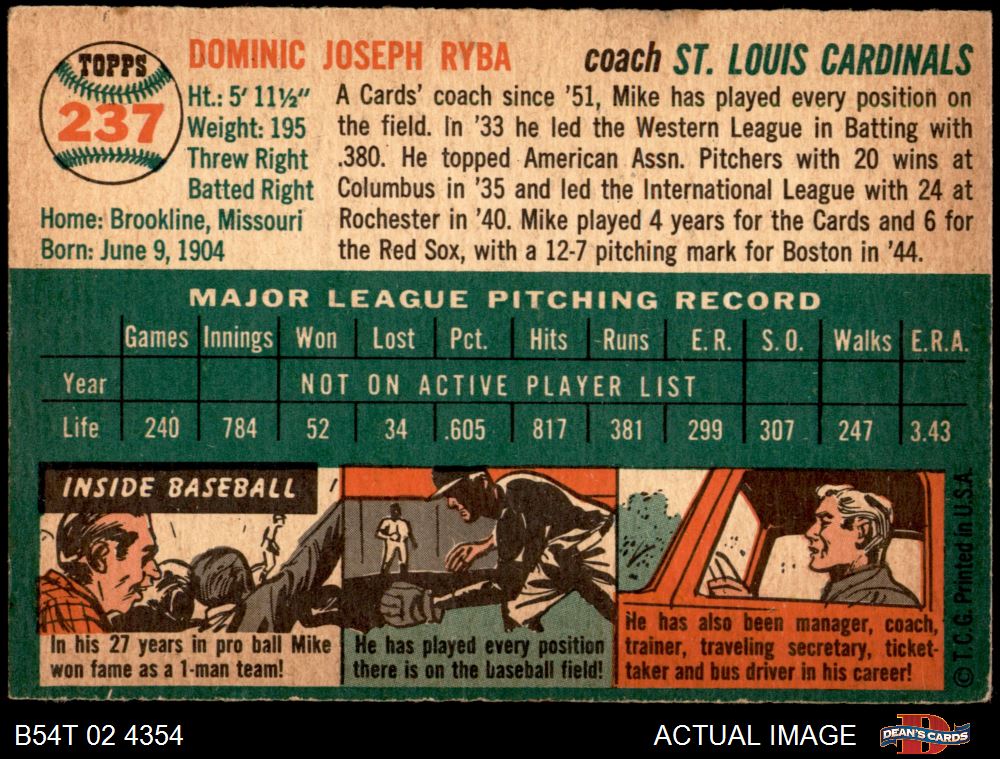 TOPPS
237
DOMINIC JOSEPH RYBA
coach ST. LOUIS CARDINALS
Ht.: 5' 11½"
Weight: 195
Threw Right
Batted Right
Home: Brookline, Missouri
Born: June 9, 1904
A Cards' coach since '51, Mike has played every position on
the field. In '33 he led the Western League in Batting with
.380. He topped American Assn. Pitchers with 20 wins at
Columbus in '35 and led the International League with 24 at
Rochester in '40. Mike played 4 years for the Cards and 6 for
the Red Sox, with a 12-7 pitching mark for Boston in '44.
MAJOR LEAGUE PITCHING RECORD
Games Innings Won Lost Pct. Hits Runs E.R. S.O. Walks E.R.A.
Year NOT ON ACTIVE PLAYER LIST
Life 240 784 52 34 .605 817 381 299 307 247 3.43
INSIDE BASEBALL
In his 27 years in pro ball Mike
won fame as a 1-man team!
He has played every position
there is on the baseball field!
He has also been manager, coach,
trainer, traveling secretary, ticket-
taker and bus driver in his career!
© T.C.G. Printed in U.S.A.
B54T 02 4354
ACTUAL IMAGE
D
DEAN'S CARDS